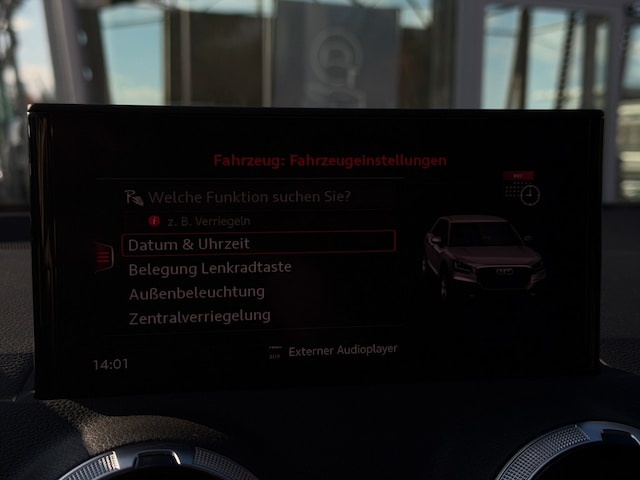 Fahrzeug: Fahrzeugeinstellungen
Welche Funktion suchen Sie?
z. B. Verriegeln
Datum & Uhrzeit
Belegung Lenkradtaste
Außenbeleuchtung
Zentralverriegelung
Externer Audioplayer
14:01